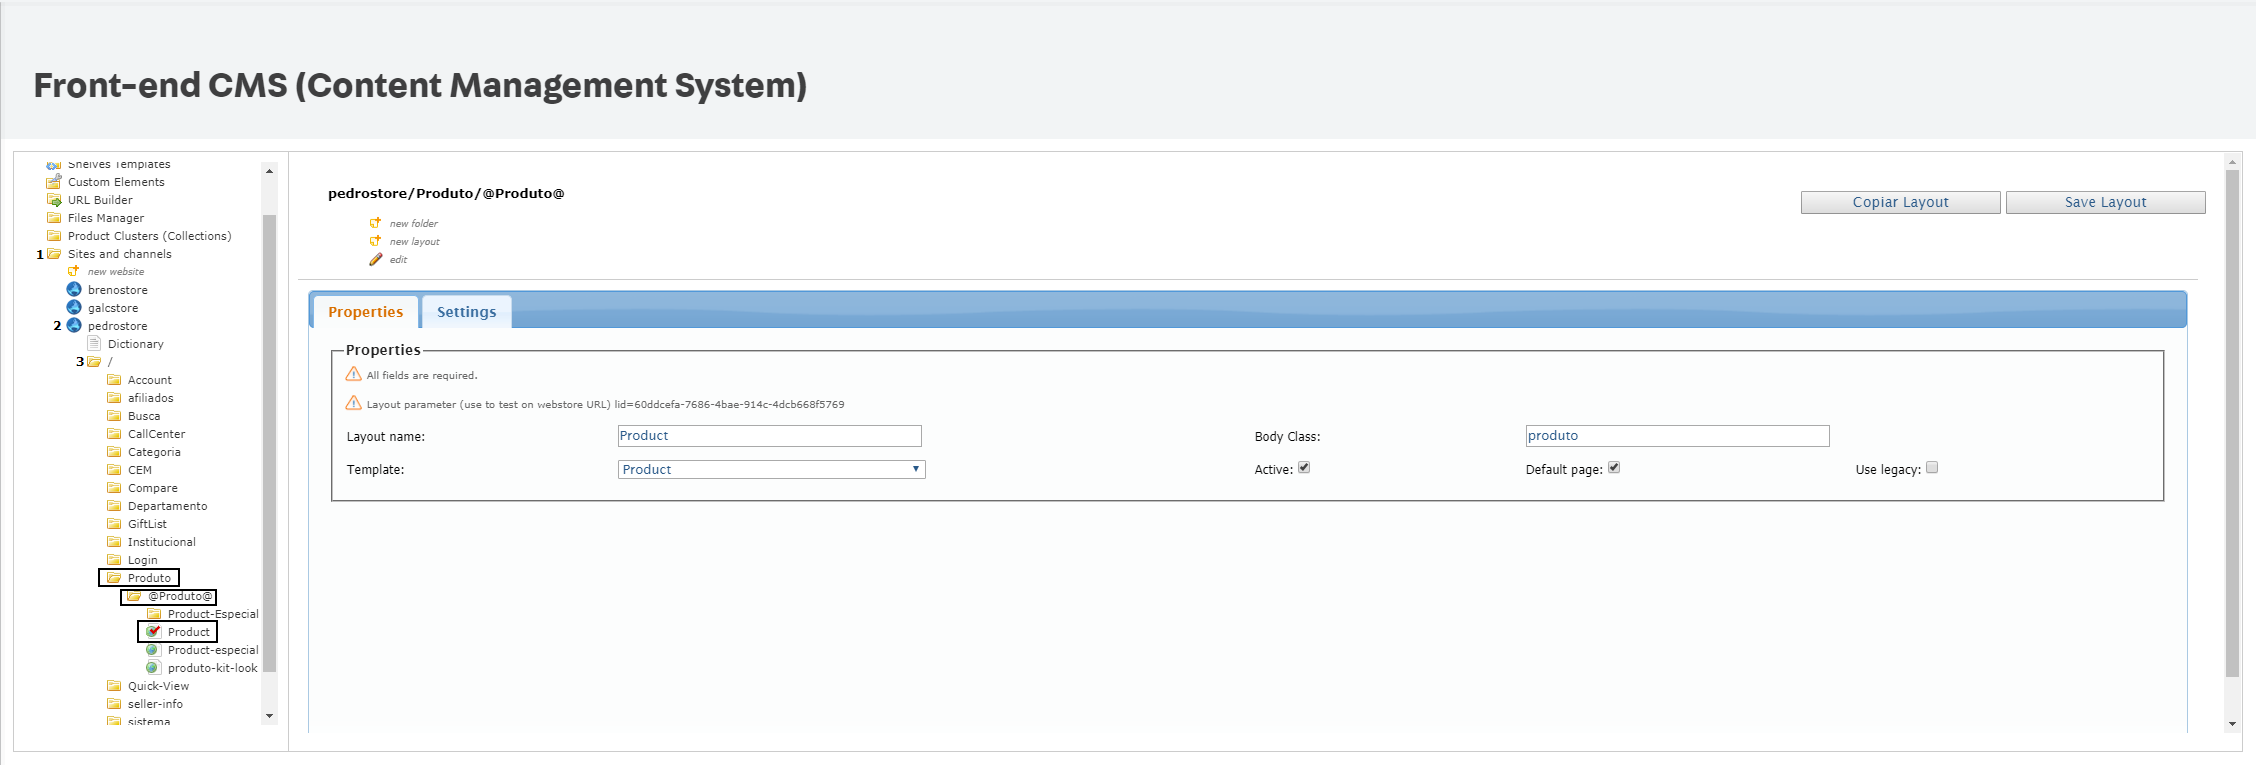 Front-end CMS (Content Management System)
Shelves Templates
Custom Elements
URL Builder
Files Manager
Product Clusters (Collections)
1 Sites and channels
new website
brenostore
galcstore
2 pedrostore
Dictionary
3 /
Account
afiliados
Busca
CallCenter
Categoria
CEM
Compare
Departamento
GiftList
Institucional
Login
Produto
@Produto@
Product-Especial
Product
Product-especial
produto-kit-look
Quick-View
seller-info
sistema
pedrostore/Produto/@Produto@
Copiar Layout
Save Layout
new folder
new layout
edit
Properties
Settings
Properties
All fields are required.
Layout parameter (use to test on webstore URL) lid=60ddcefa-7686-4bae-914c-4dcb668f5769
Layout name: Product
Body Class: produto
Template: Product
Active:
Default page:
Use legacy: